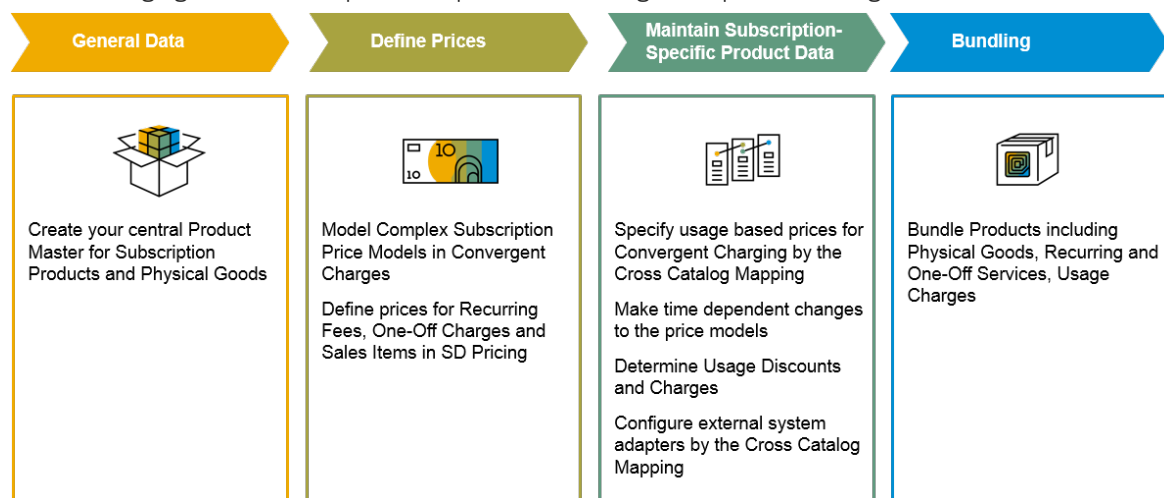 General Data
Define Prices
Maintain Subscription-
Specific Product Data
Bundling
10
10
Create your central Product
Master for Subscription
Products and Physical Goods
Model Complex Subscription
Price Models in Convergent
Charges
Define prices for Recurring
Fees, One-Off Charges and
Sales Items in SD Pricing
Specify usage based prices for
Convergent Charging by the
Cross Catalog Mapping
Make time dependent changes
to the price models
Determine Usage Discounts
and Charges
Configure external system
adapters by the Cross Catalog
Mapping
Bundle Products including
Physical Goods, Recurring and
One-Off Services, Usage
Charges